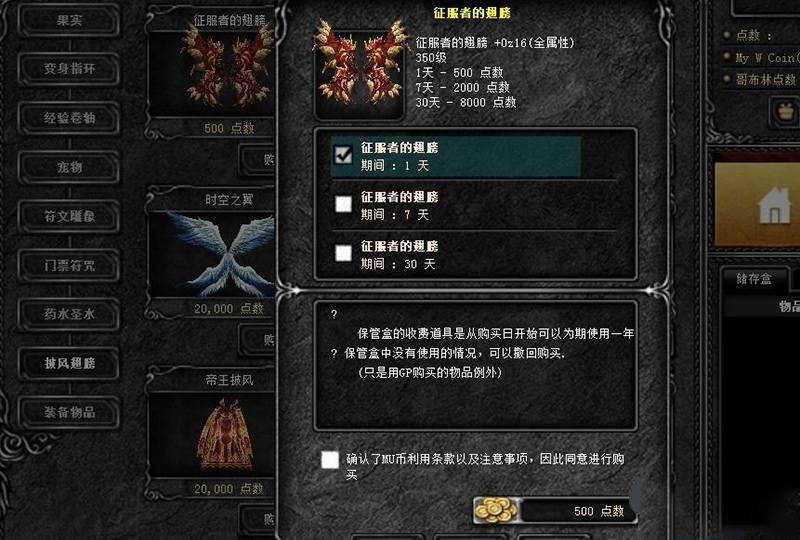 果实
变身指环
经验卷轴
宠物
符文雕像
门票符咒
药水圣水
披风翅膀
装备物品
征服者的翅膀
500 点数
购
时空之翼
20,000 点数
购
帝王披风
20,000 点数
购
征服者的翅膀
征服者的翅膀 +Oz16(全属性)
350级
1天 - 500 点数
7天 - 2000 点数
30天 - 8000 点数
征服者的翅膀
期间 : 1 天
征服者的翅膀
期间 : 7 天
征服者的翅膀
期间 : 30 天
?
保管盒的收费道具是从购买日开始可以为期使用一年
? 保管盒中没有使用的情况, 可以撤回购买.
(只是用GP购买的物品例外)
确认了MU币利用条款以及注意事项, 因此同意进行购
买
500 点数
点数 :
My W Coin(
哥布林点数
储存盒
物品